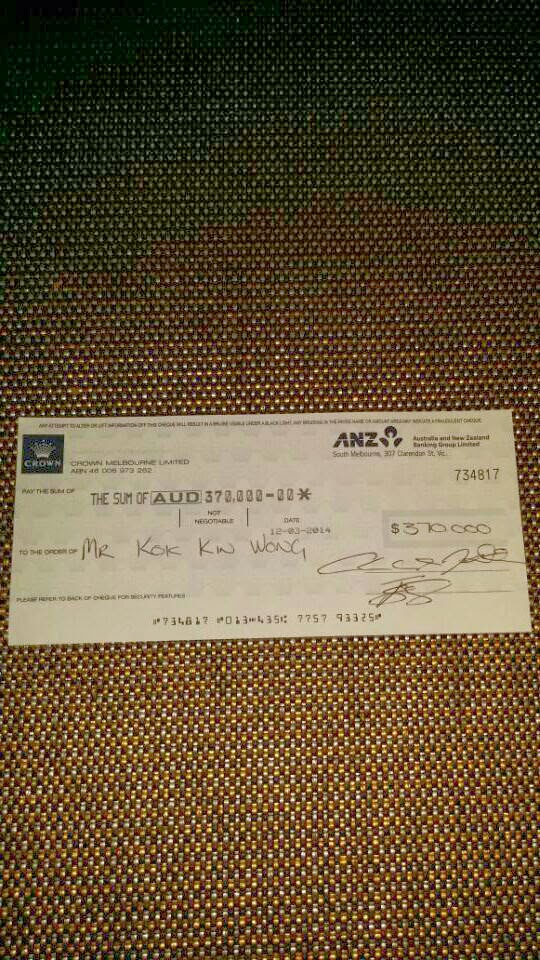 ANY ATTEMPT TO ALTER OR LIFT INFORMATION OFF THIS CHEQUE WILL RESULT IN A BRUISE VISIBLE UNDER A BLACK LIGHT. ANY BRUISING IN THE PAYEE NAME OR AMOUNT AREAS MAY INDICATE A FRAUDULENT CHEQUE
CROWN
CROWN MELBOURNE LIMITED
ABN 46 006 973 262
ANZ
Australia and New Zealand
Banking Group Limited
South Melbourne, 307 Clarendon St, Vic.
734817
PAY THE SUM OF
THE SUM OF AUD 370,000-00*
NOT
NEGOTIABLE
DATE
12-03-2014
$370,000
TO THE ORDER OF MR KOK KIN WONG
PLEASE REFER TO BACK OF CHEQUE FOR SECURITY FEATURES
⑈734817 ⑈013⑉435⑆ 7757 93325⑈